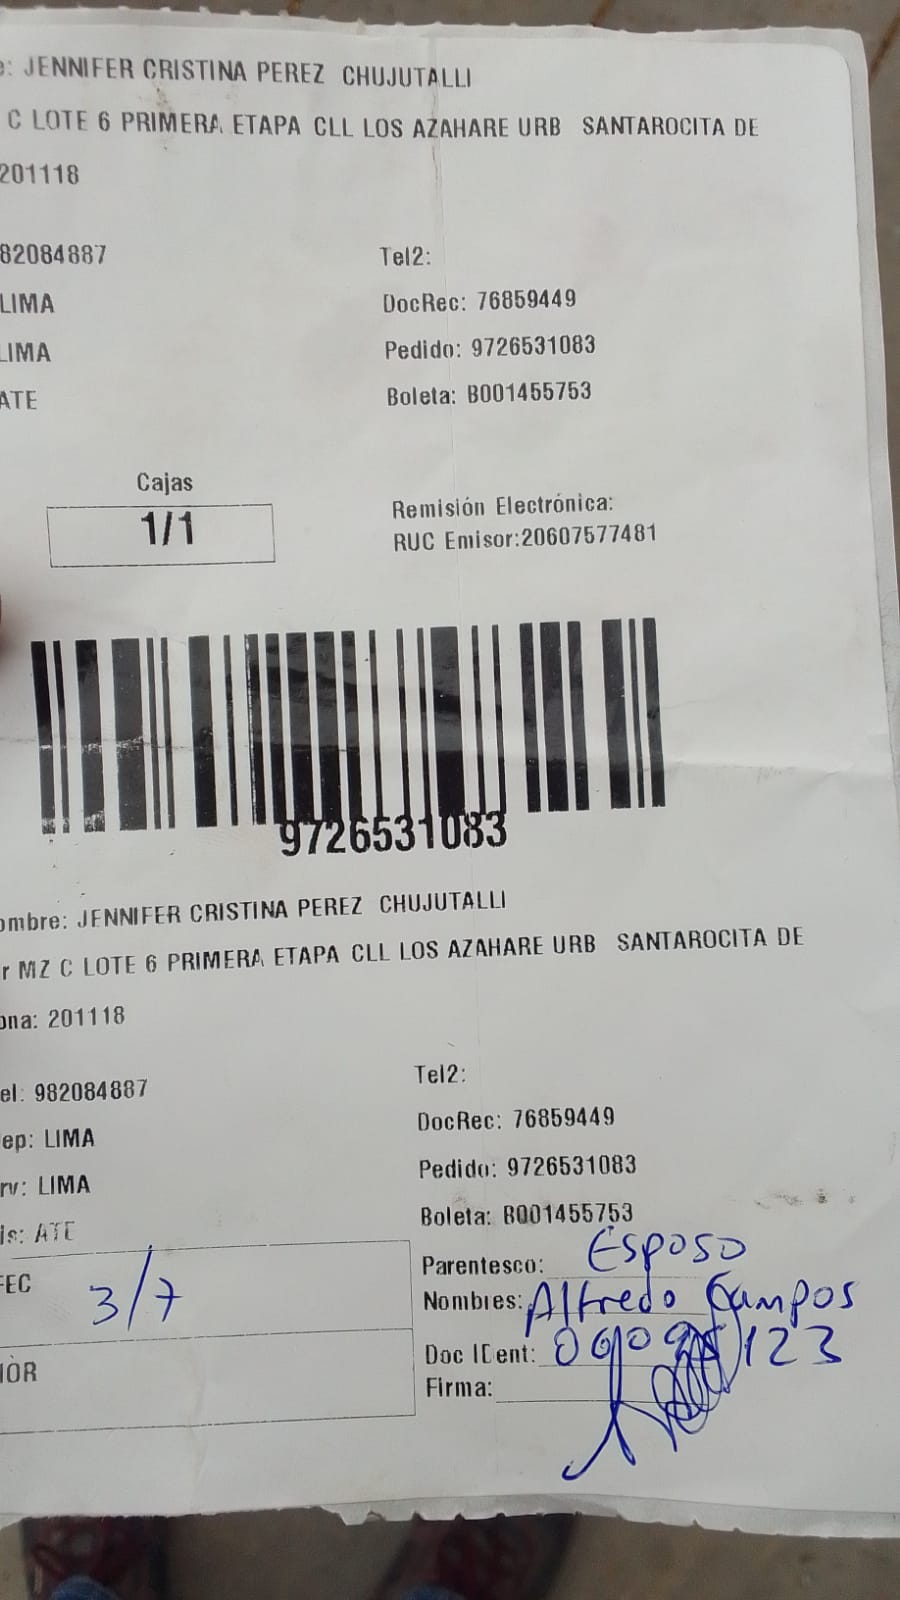 e: JENNIFER CRISTINA PEREZ CHUJUTALLI
C LOTE 6 PRIMERA ETAPA CLL LOS AZAHARE URB SANTAROCITA DE
201118
82084887 Tel2:
LIMA DocRec: 76859449
LIMA Pedido: 9726531083
ATE Boleta: B001455753
Cajas
1/1
Remisión Electrónica:
RUC Emisor:20607577481
9726531083
ombre: JENNIFER CRISTINA PEREZ CHUJUTALLI
r MZ C LOTE 6 PRIMERA ETAPA CLL LOS AZAHARE URB SANTAROCITA DE
ona: 201118
el: 982084887 Tel2:
ep: LIMA DocRec: 76859449
rv: LIMA Pedido: 9726531083
is: ATE Boleta: B001455753
FEC 3/7
Parentesco: Esposo
Nombres: Alfredo Campos
Doc IDent:
IÒR
Firma: